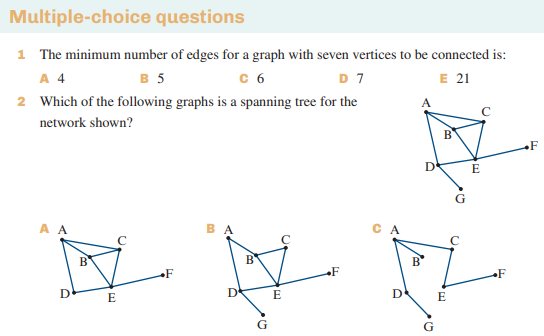 Multiple-choice questions
1 The minimum number of edges for a graph with seven vertices to be connected is:
A 4 B 5 C 6 D 7 E 21
2 Which of the following graphs is a spanning tree for the
network shown?
A
C
B
F
D
E
G
A A
C
B
F
D
E
B A
C
B
F
D
E
G
C A
C
B
F
D
E
G